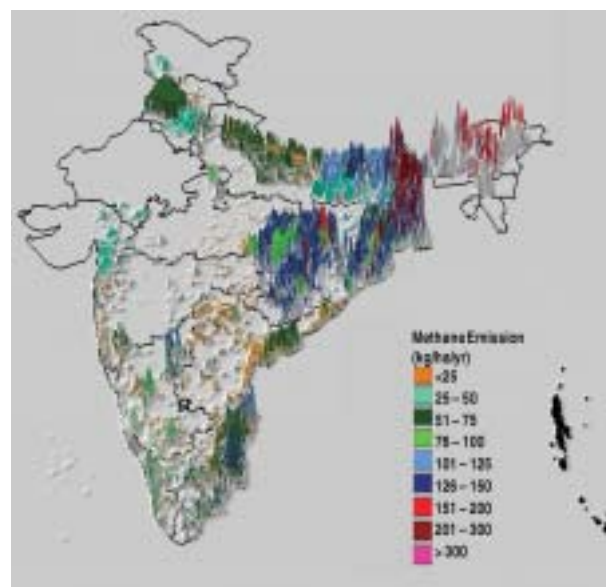 Methane Emission
(kg/ha/yr)
<25
25 – 50
51 – 75
76 – 100
101 – 125
126 – 150
151 – 200
201 – 300
> 300
R